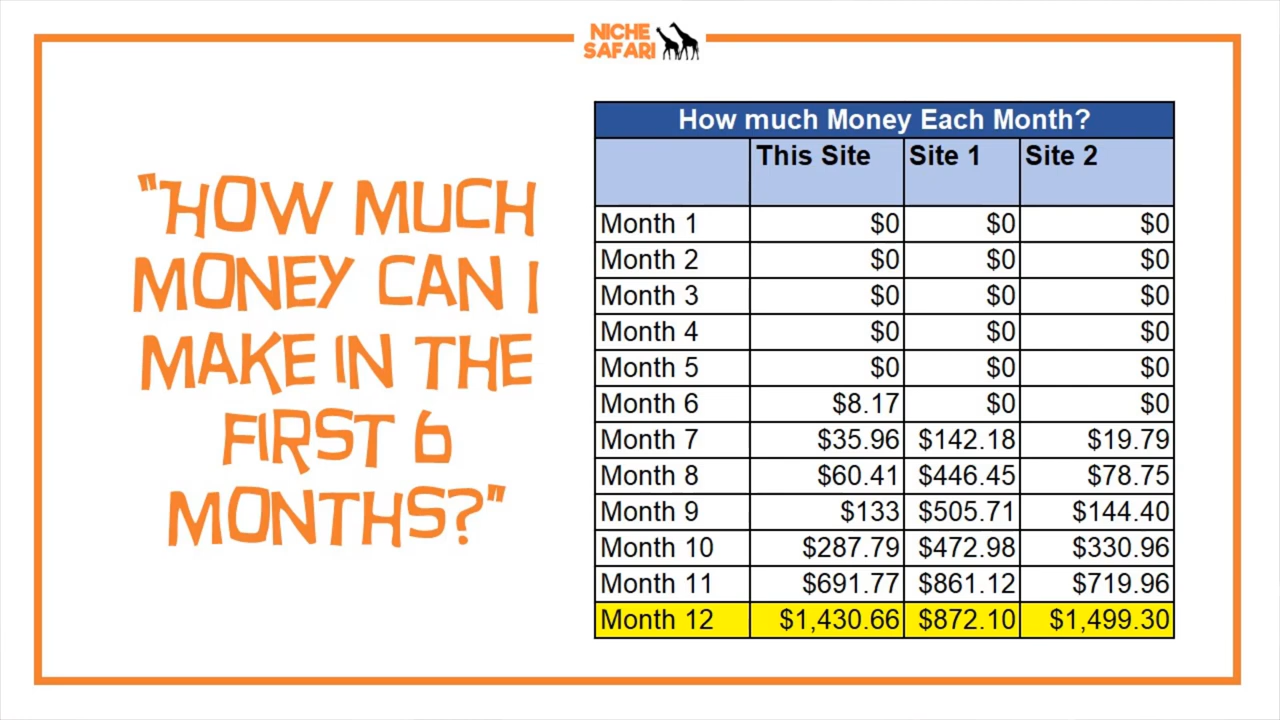 NICHE
SAFARI
"HOW MUCH
MONEY CAN I
MAKE IN THE
FIRST 6
MONTHS?"
How much Money Each Month?
This Site Site 1 Site 2
Month 1 $0 $0 $0
Month 2 $0 $0 $0
Month 3 $0 $0 $0
Month 4 $0 $0 $0
Month 5 $0 $0 $0
Month 6 $8.17 $0 $0
Month 7 $35.96 $142.18 $19.79
Month 8 $60.41 $446.45 $78.75
Month 9 $133 $505.71 $144.40
Month 10 $287.79 $472.98 $330.96
Month 11 $691.77 $861.12 $719.96
Month 12 $1,430.66 $872.10 $1,499.30